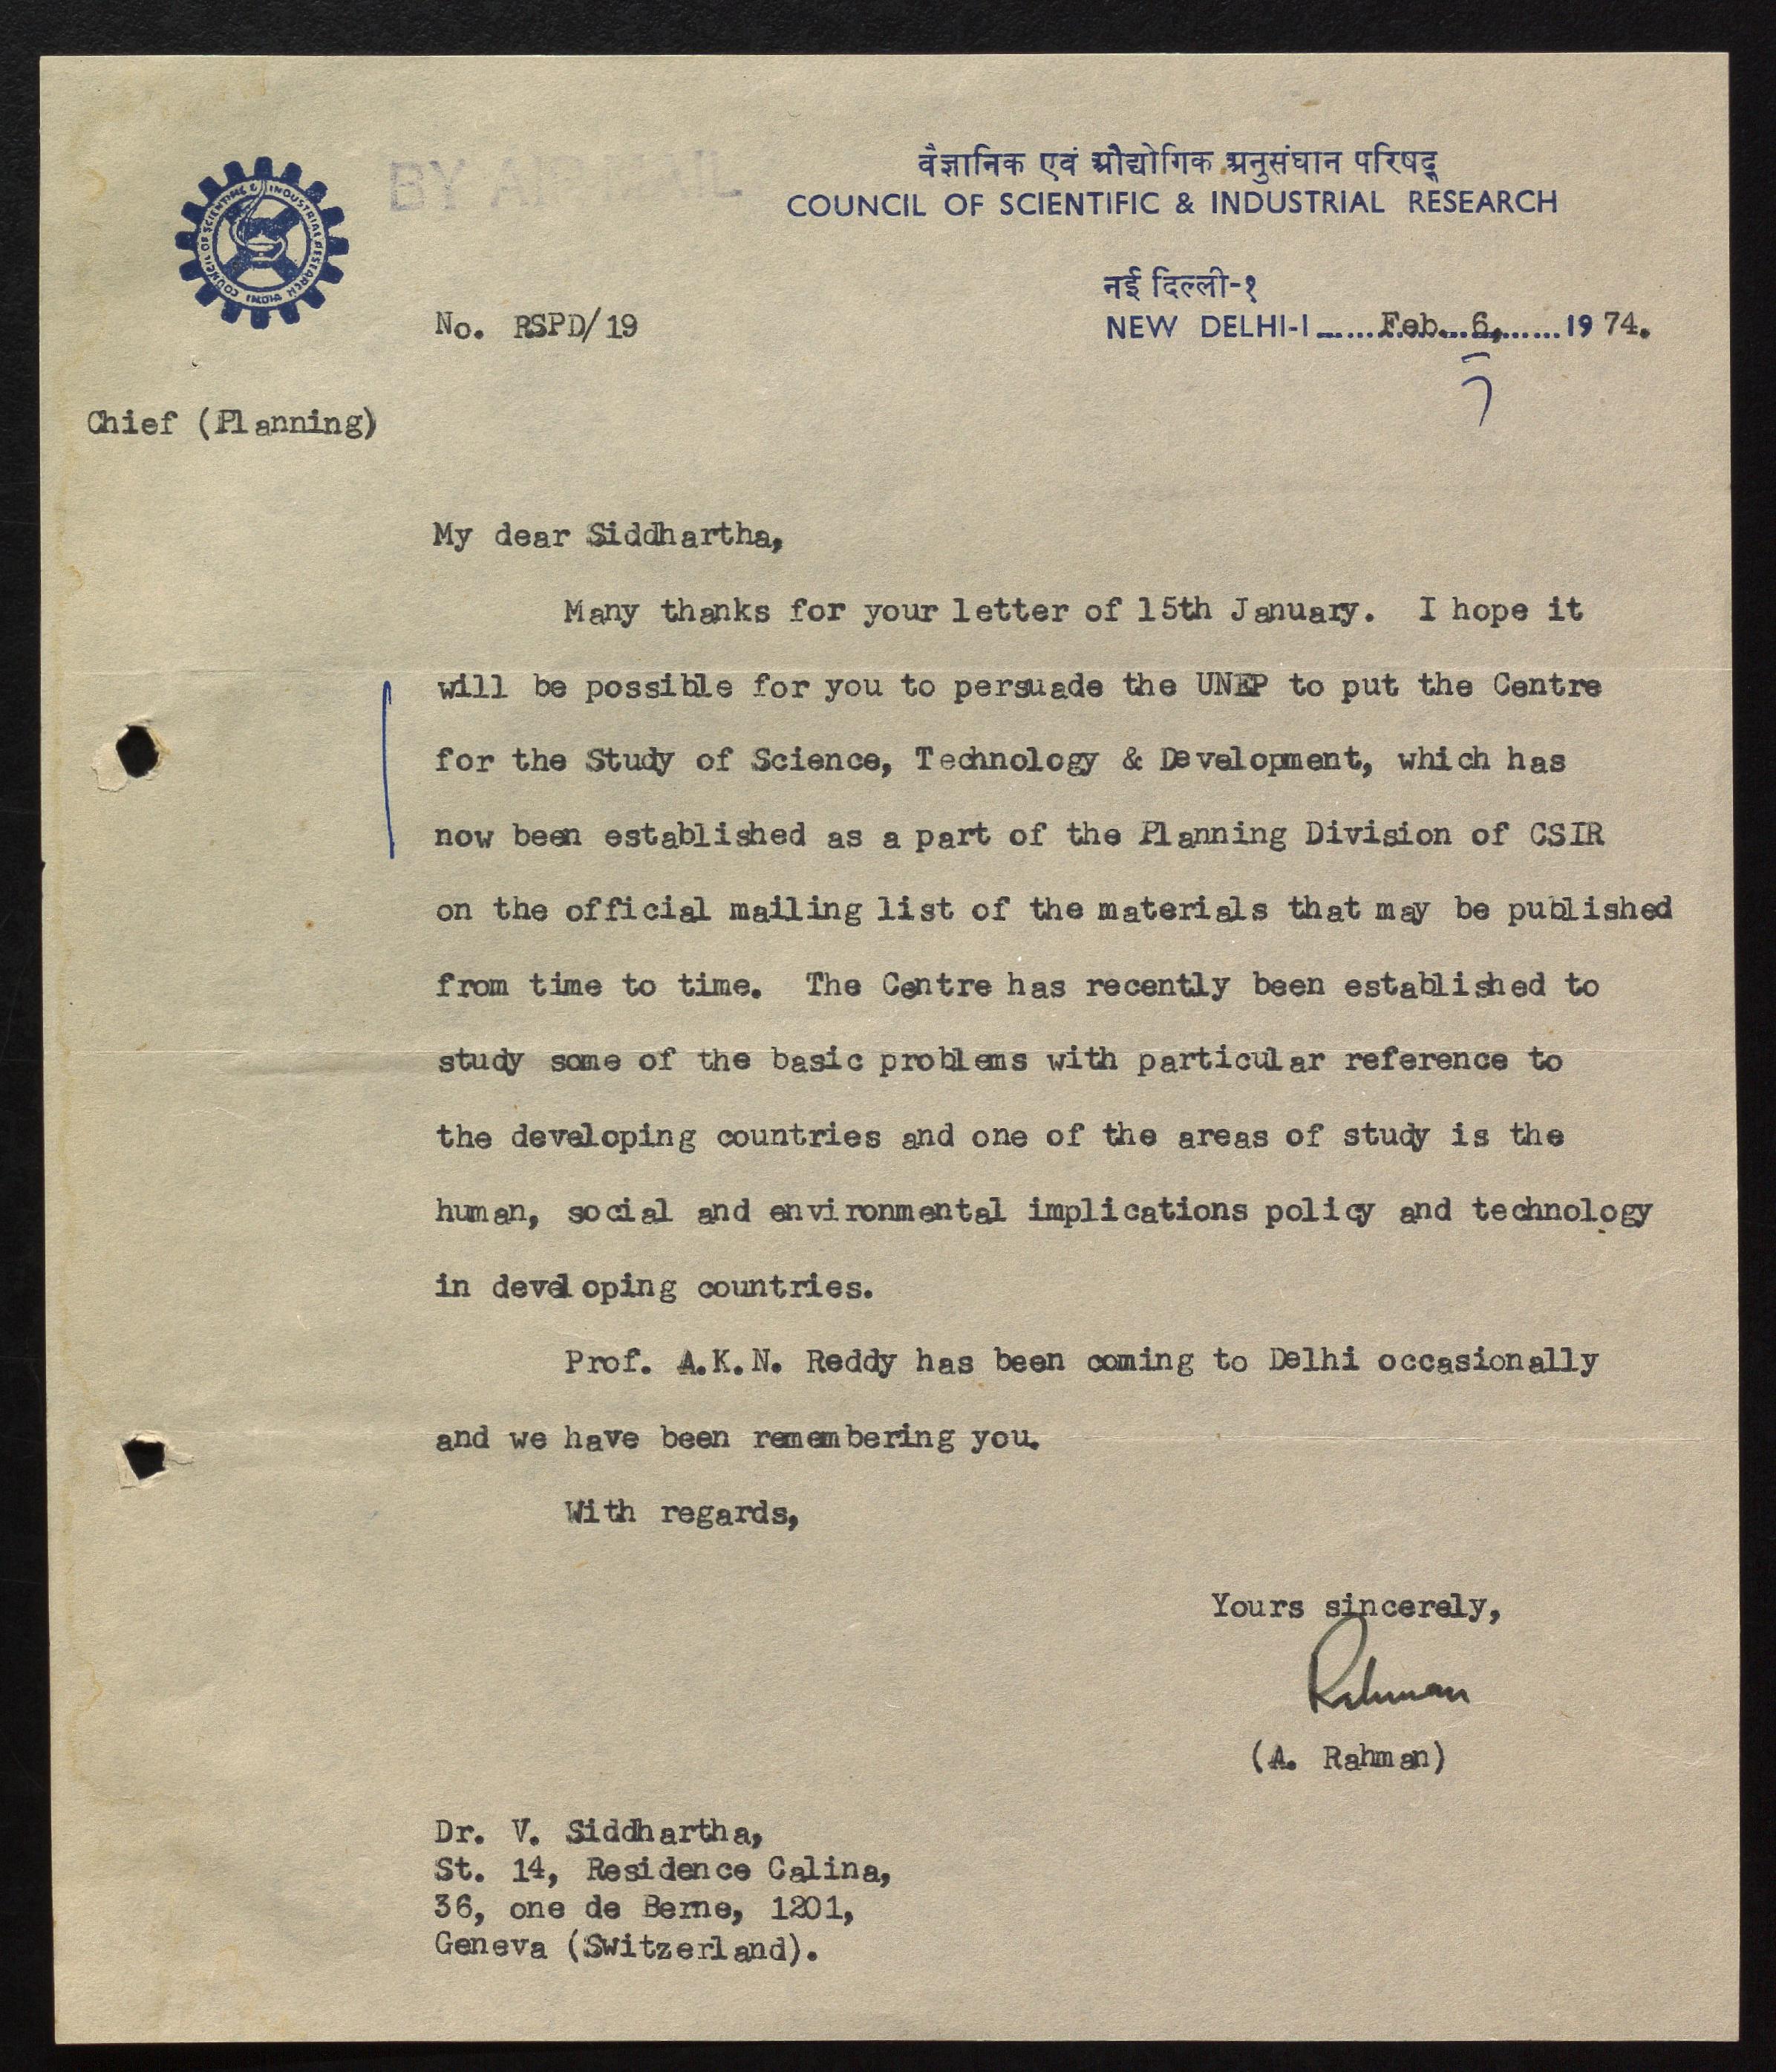 BY AIR MAIL
वैज्ञानिक एवं औद्योगिक अनुसंधान परिषद्
COUNCIL OF SCIENTIFIC & INDUSTRIAL RESEARCH
COUNCIL OF SCIENTIFIC & INDUSTRIAL RESEARCH
INDIA
नई दिल्ली-१
No. RSPD/19
NEW DELHI-1 Feb. 6, 1974.
7
Chief (Planning)
My dear Siddhartha,
Many thanks for your letter of 15th January. I hope it
will be possible for you to persuade the UNEP to put the Centre
for the Study of Science, Technology & Development, which has
now been established as a part of the Planning Division of CSIR
on the official mailing list of the materials that may be published
from time to time. The Centre has recently been established to
study some of the basic problems with particular reference to
the developing countries and one of the areas of study is the
human, social and environmental implications policy and technology
in developing countries.
Prof. A.K.N. Reddy has been coming to Delhi occasionally
and we have been remembering you.
With regards,
Yours sincerely,
Rahman
(A. Rahman)
Dr. V. Siddhartha,
St. 14, Residence Calina,
36, one de Berne, 1201,
Geneva (Switzerland).